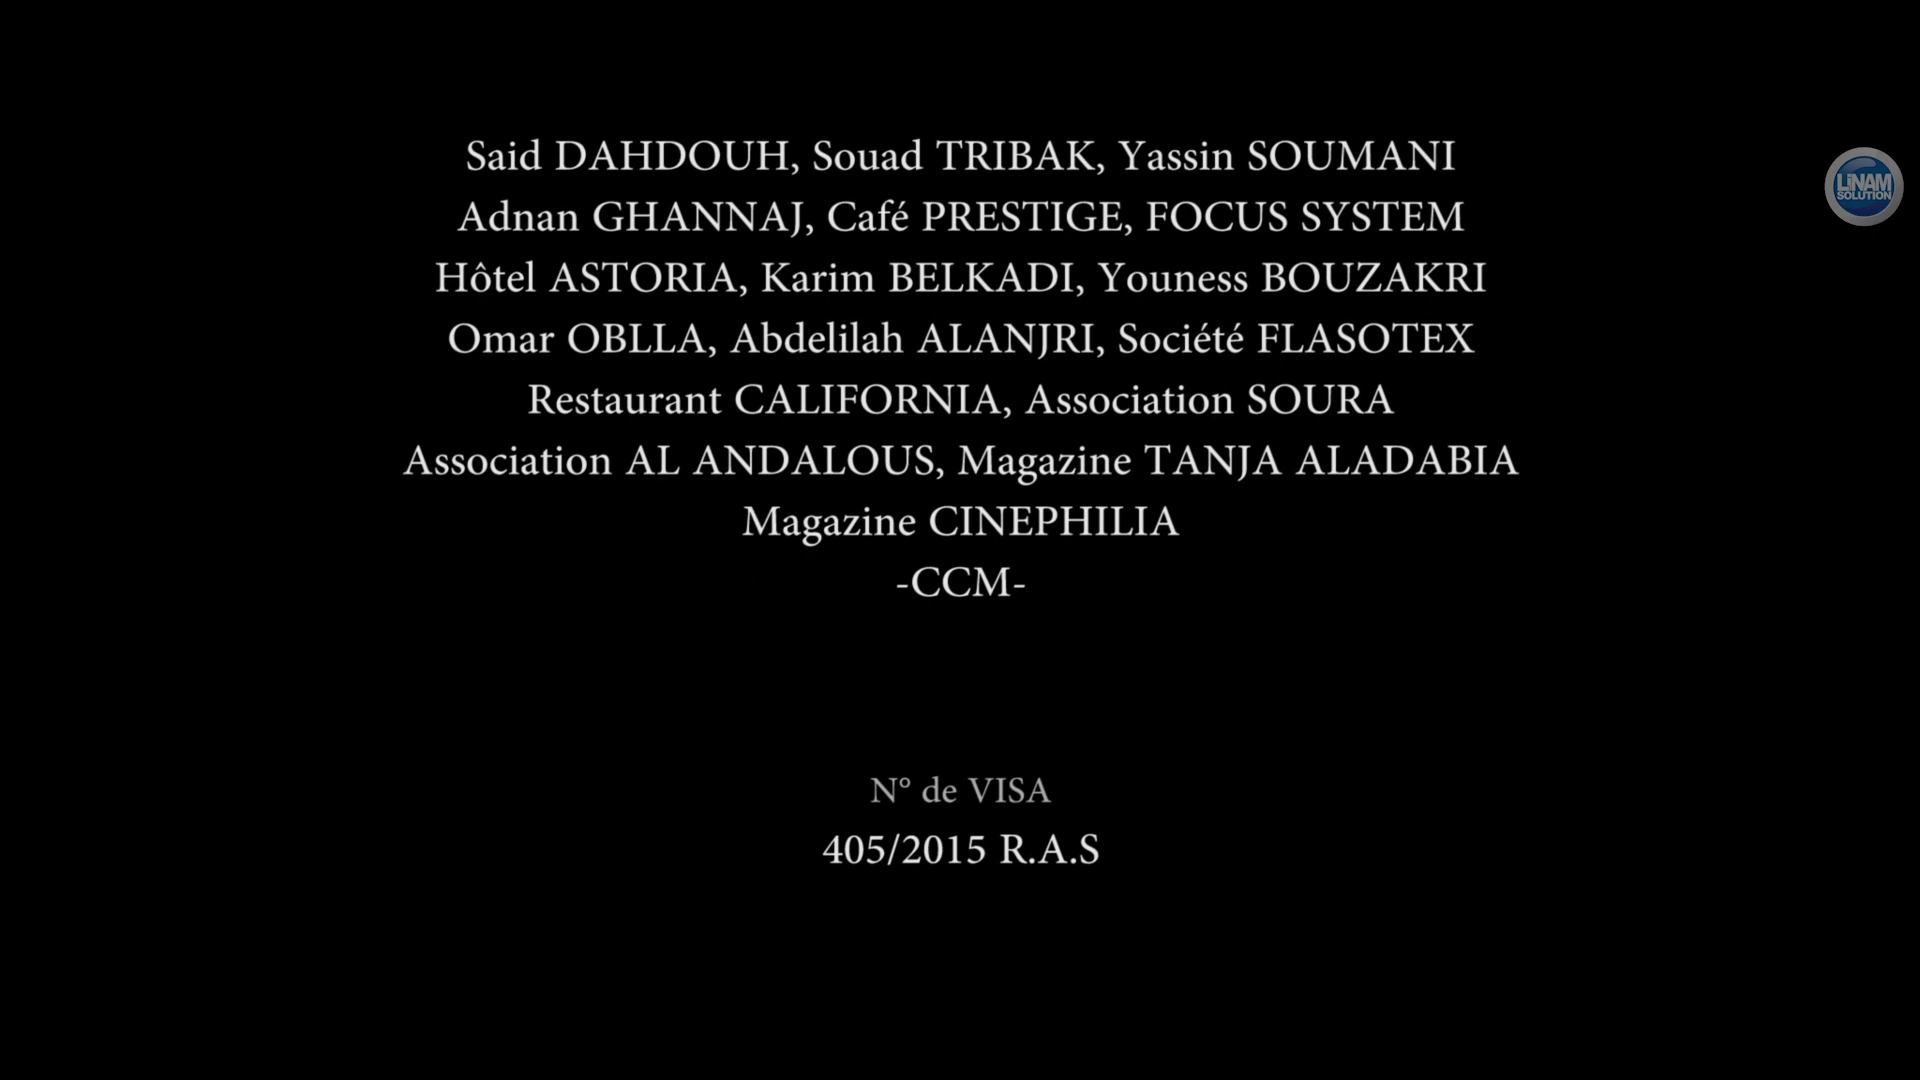 Said DAHDOUH, Souad TRIBAK, Yassin SOUMANI
Adnan GHANNAJ, Café PRESTIGE, FOCUS SYSTEM
Hôtel ASTORIA, Karim BELKADI, Youness BOUZAKRI
Omar OBLLA, Abdelilah ALANJRI, Société FLASOTEX
Restaurant CALIFORNIA, Association SOURA
Association AL ANDALOUS, Magazine TANJA ALADABIA
Magazine CINEPHILIA
-CCM-
N° de VISA
405/2015 R.A.S
LiNAM
SOLUTION